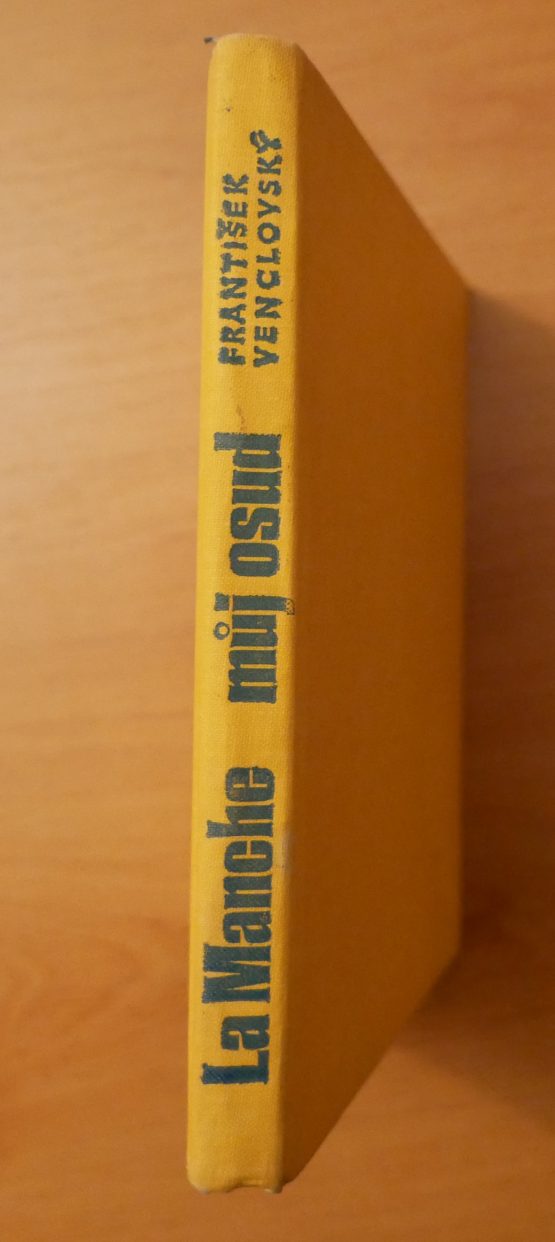 FRANTIŠEK
VENCLOVSKÝ
La Manche můj osud